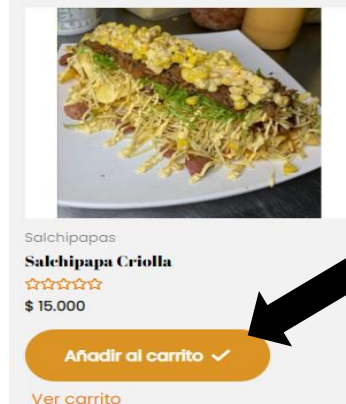 Salchipapas
Salchipapa Criolla
$ 15.000
Añadir al carrito ✓
Ver carrito